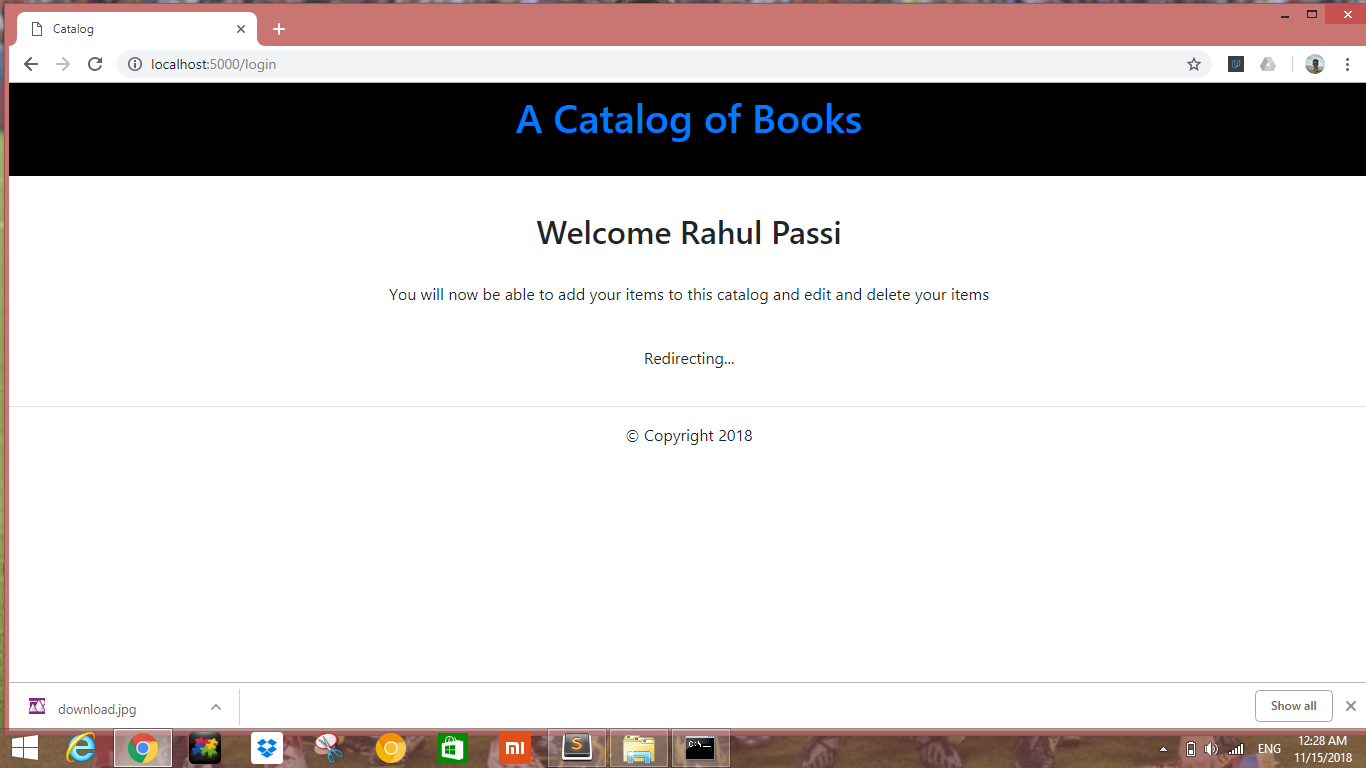 Catalog
localhost:5000/login
A Catalog of Books
Welcome Rahul Passi
You will now be able to add your items to this catalog and edit and delete your items
Redirecting...
© Copyright 2018
download.jpg
Show all
mi
S
C:\_
ENG
12:28 AM
11/15/2018